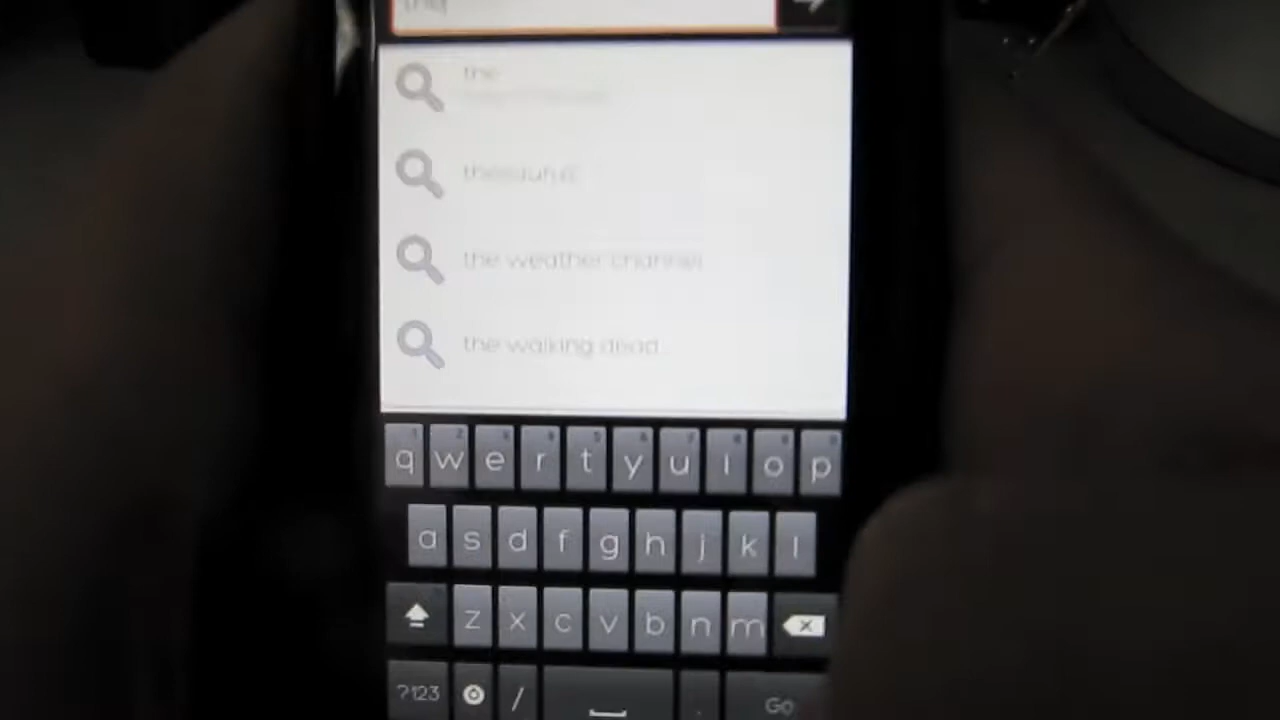 the
thesaurus
the weather channel
the walking dead
q w e r t y u i o p
a s d f g h j k l
z x c v b n m
?123 / . Go